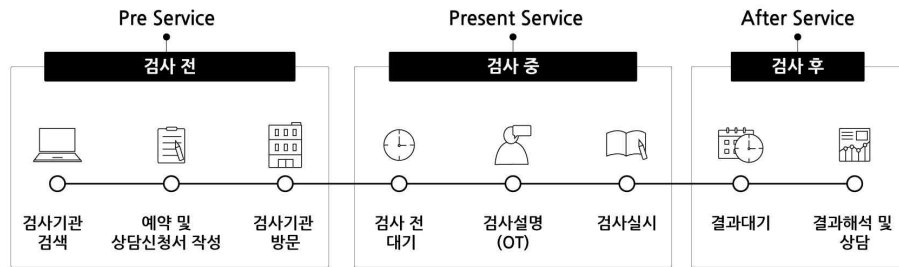 Pre Service
Present Service
After Service
검사 전
검사 중
검사 후
검사기관
검색
예약 및
상담신청서 작성
검사기관
방문
검사 전
대기
검사설명
(OT)
검사실시
결과대기
결과해석 및
상담